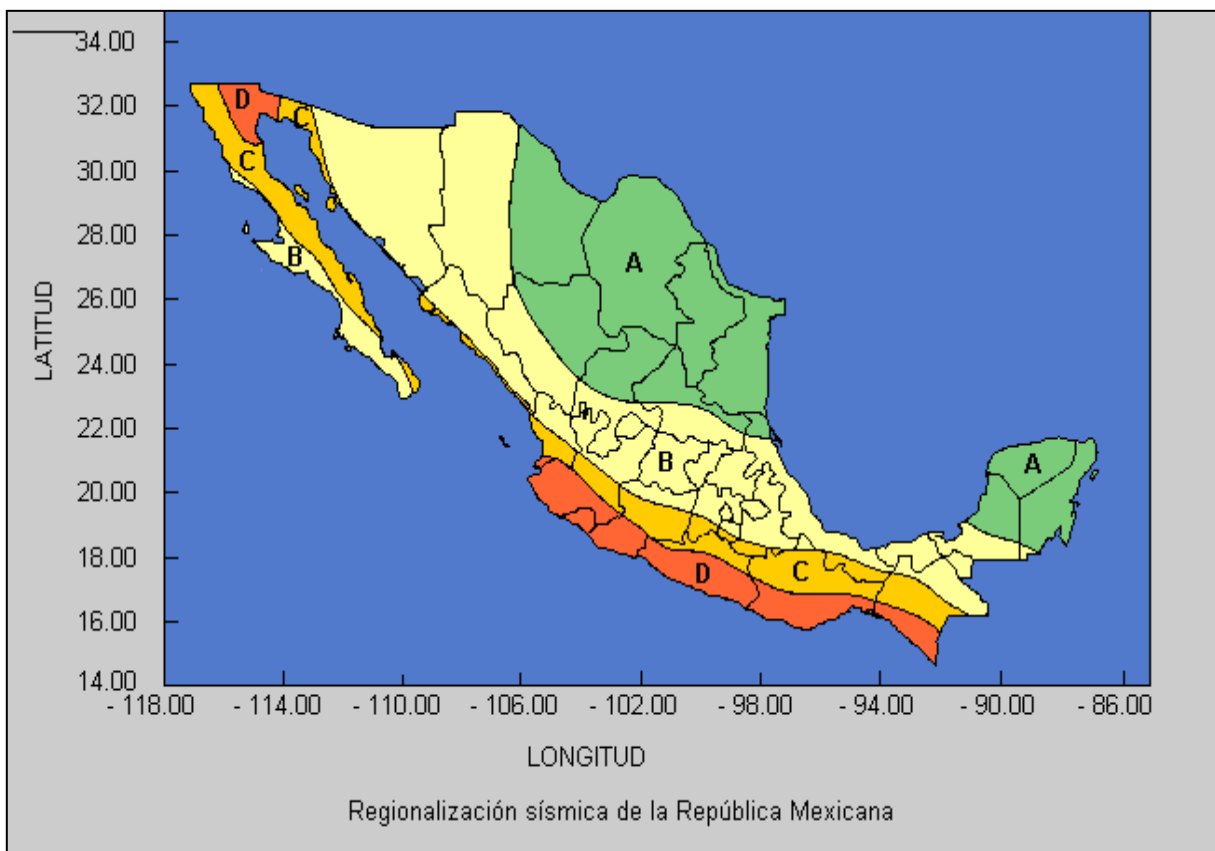 34.00
32.00
30.00
28.00
26.00
24.00
22.00
20.00
18.00
16.00
14.00
LATITUD
D
C
C
B
A
A
B
D
C
- 118.00 - 114.00 - 110.00 - 106.00 - 102.00 - 98.00 - 94.00 - 90.00 - 86.00
LONGITUD
Regionalización sísmica de la República Mexicana